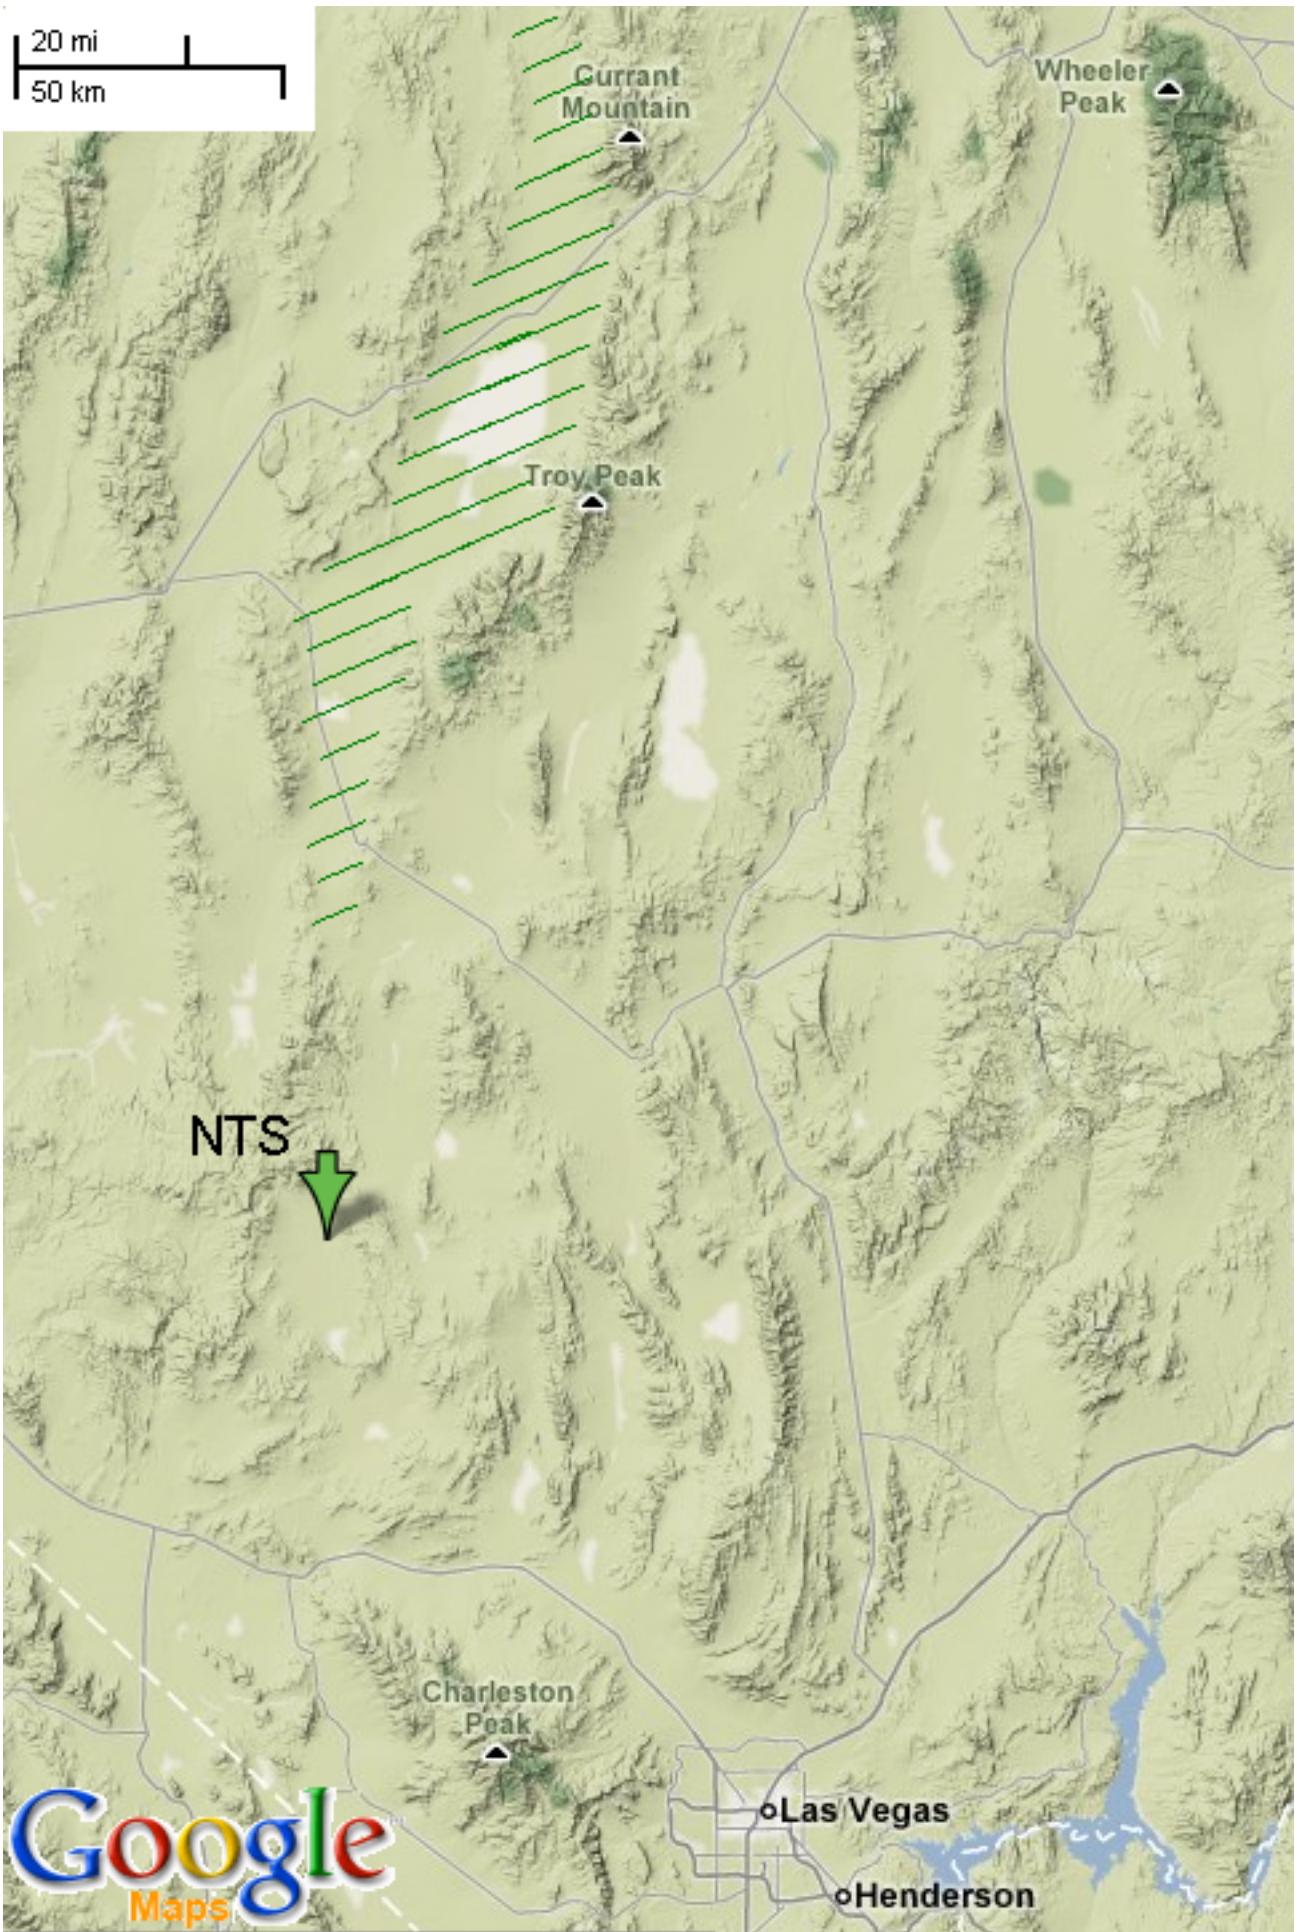 20 mi
50 km
Currant
Mountain
Wheeler
Peak
Troy Peak
NTS
Charleston
Peak
Las Vegas
Henderson
Google
Maps